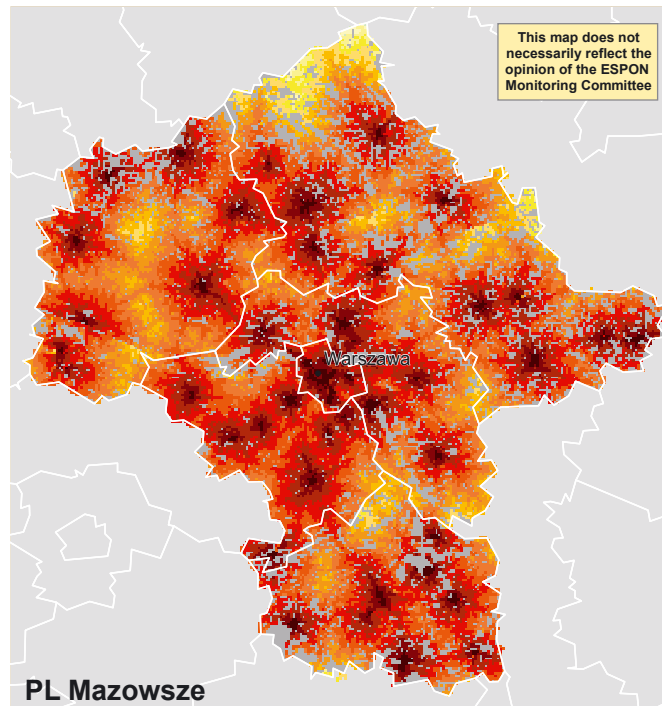 This map does not
necessarily reflect the
opinion of the ESPON
Monitoring Committee
Warszawa
PL Mazowsze